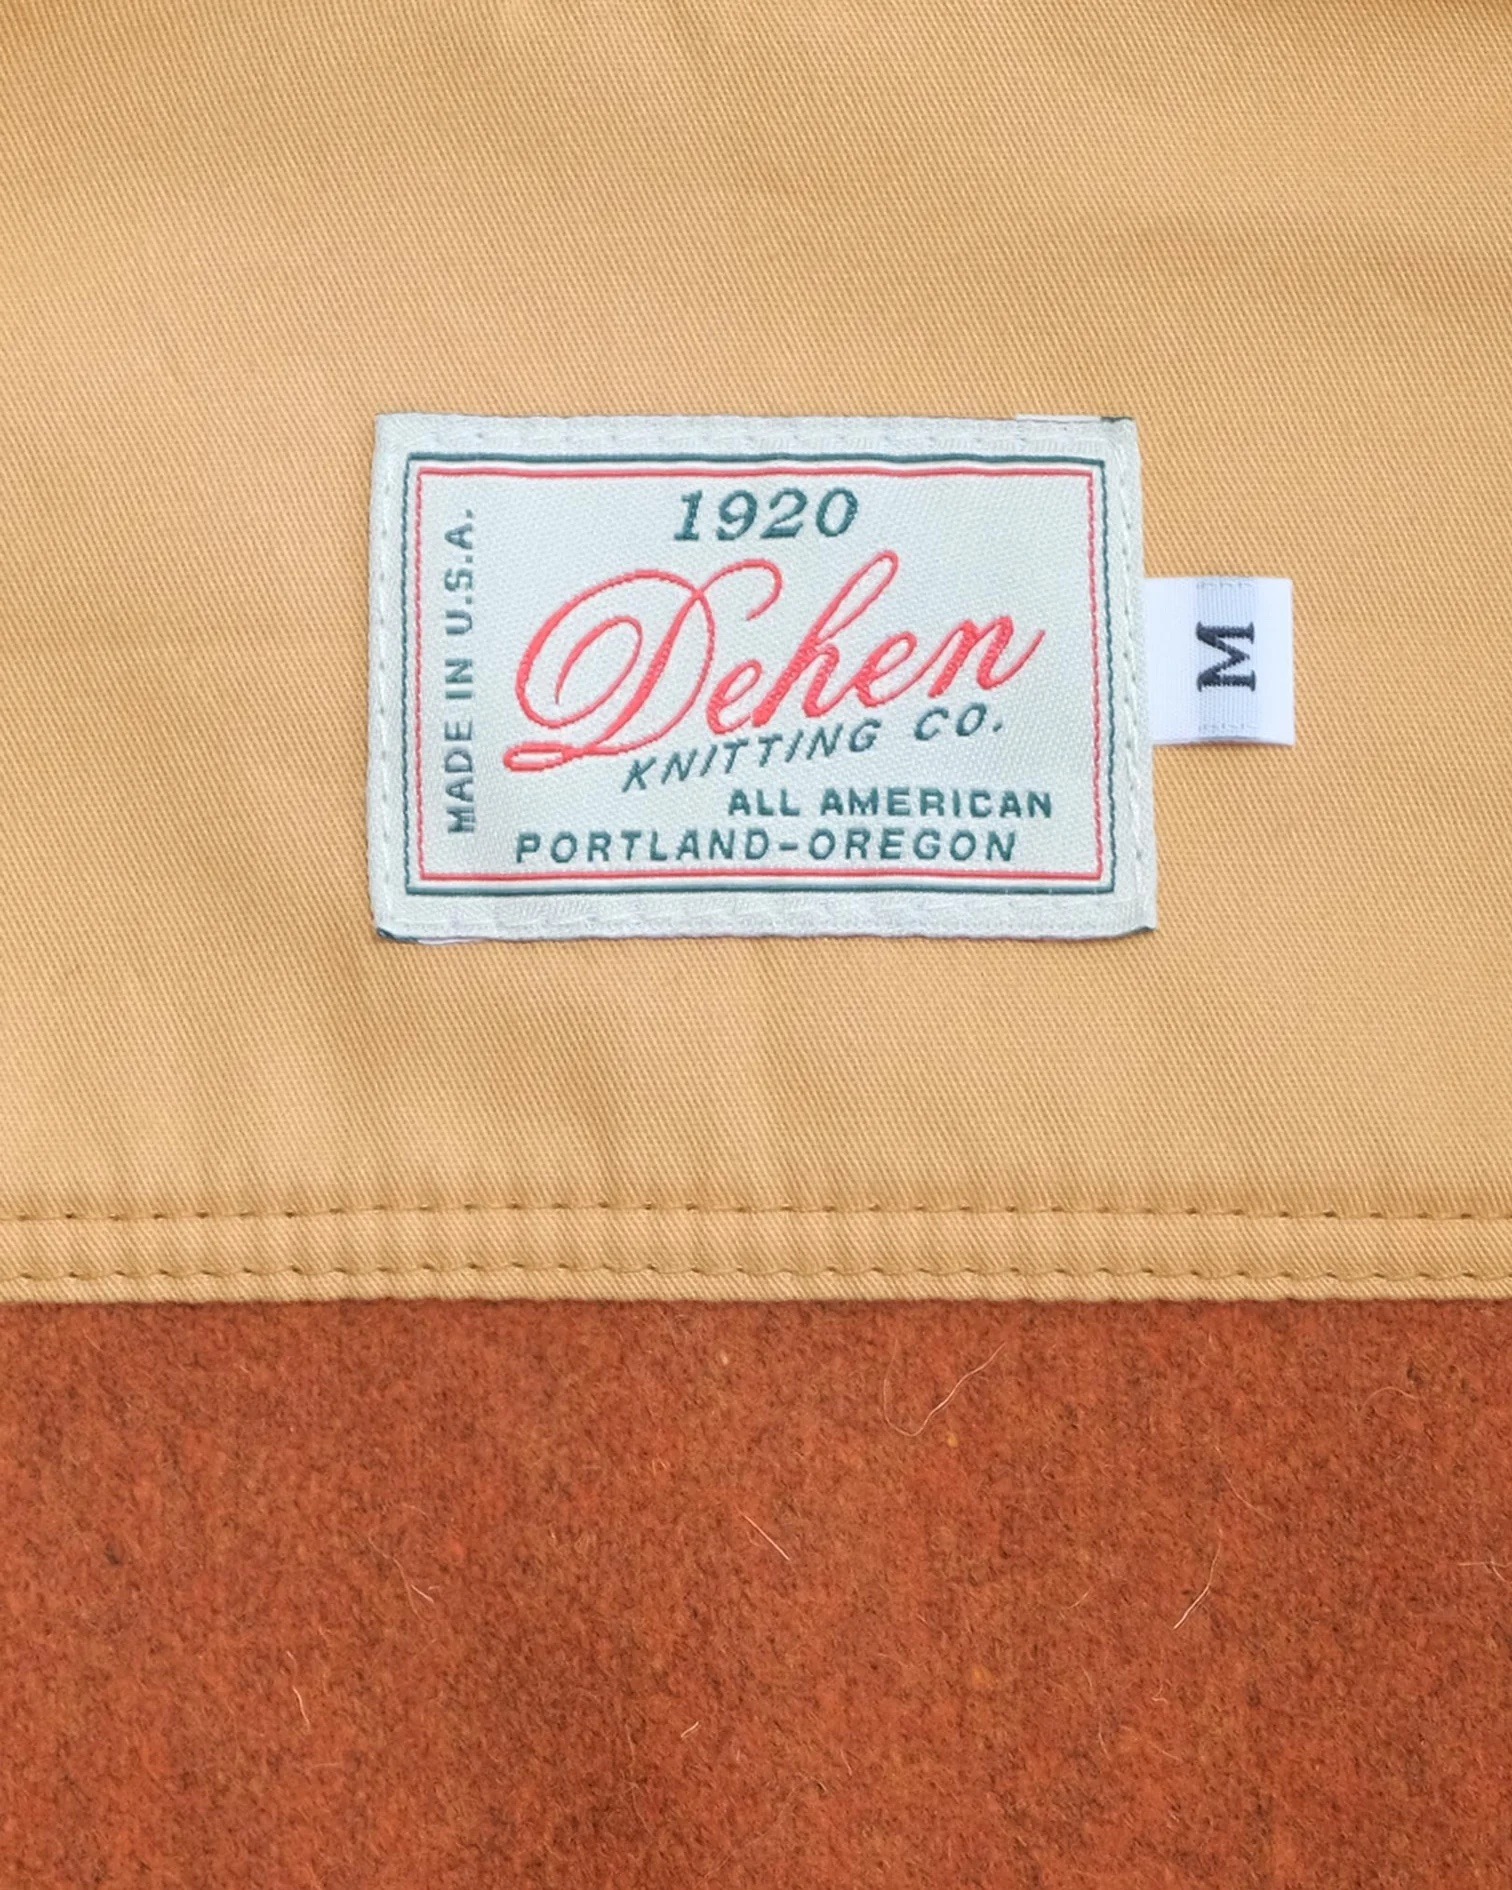 1920
Dehen
KNITTING CO.
ALL AMERICAN
PORTLAND-OREGON
MADE IN U.S.A.
M